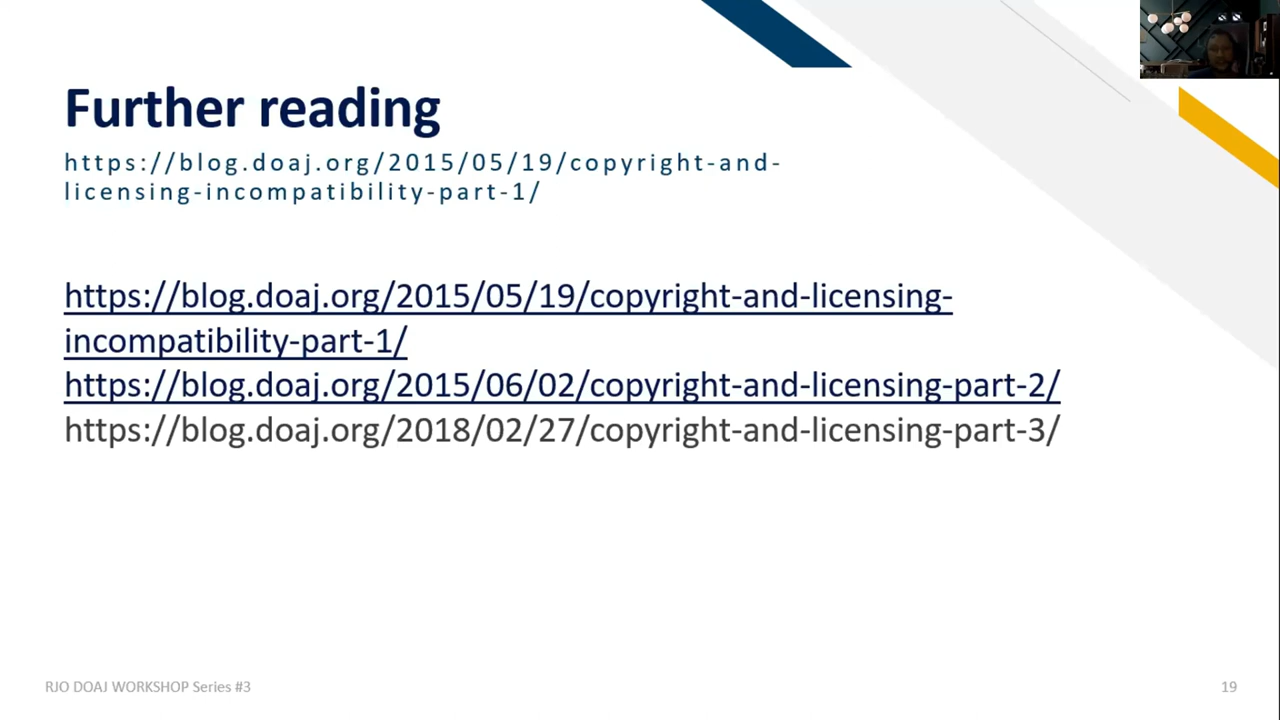 Further reading
https://blog.doaj.org/2015/05/19/copyright-and-
licensing-incompatibility-part-1/
https://blog.doaj.org/2015/05/19/copyright-and-licensing-
incompatibility-part-1/
https://blog.doaj.org/2015/06/02/copyright-and-licensing-part-2/
https://blog.doaj.org/2018/02/27/copyright-and-licensing-part-3/
RJO DOAJ WORKSHOP Series #3
19